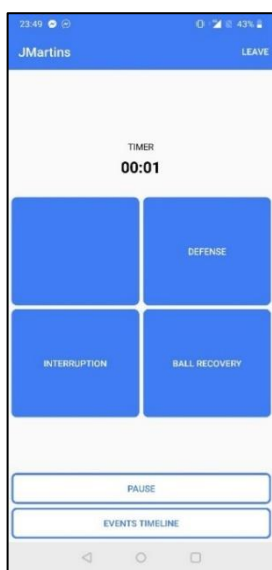 23:49 43%
JMartins LEAVE
TIMER
00:01
DEFENSE
INTERRUPTION BALL RECOVERY
PAUSE
EVENTS TIMELINE